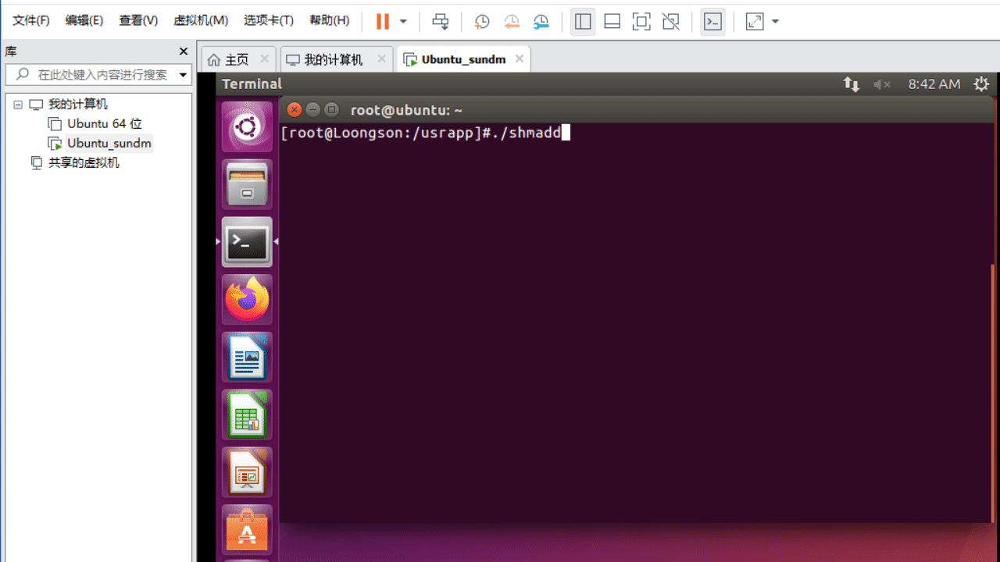 文件(F) 编辑(E) 查看(V) 虚拟机(M) 选项卡(T) 帮助(H)
库
在此处键入内容进行搜索
我的计算机
Ubuntu 64 位
Ubuntu_sundm
共享的虚拟机
主页 我的计算机 Ubuntu_sundm
Terminal 8:42 AM
root@ubuntu: ~
[root@Loongson:/usrapp]#./shmadd